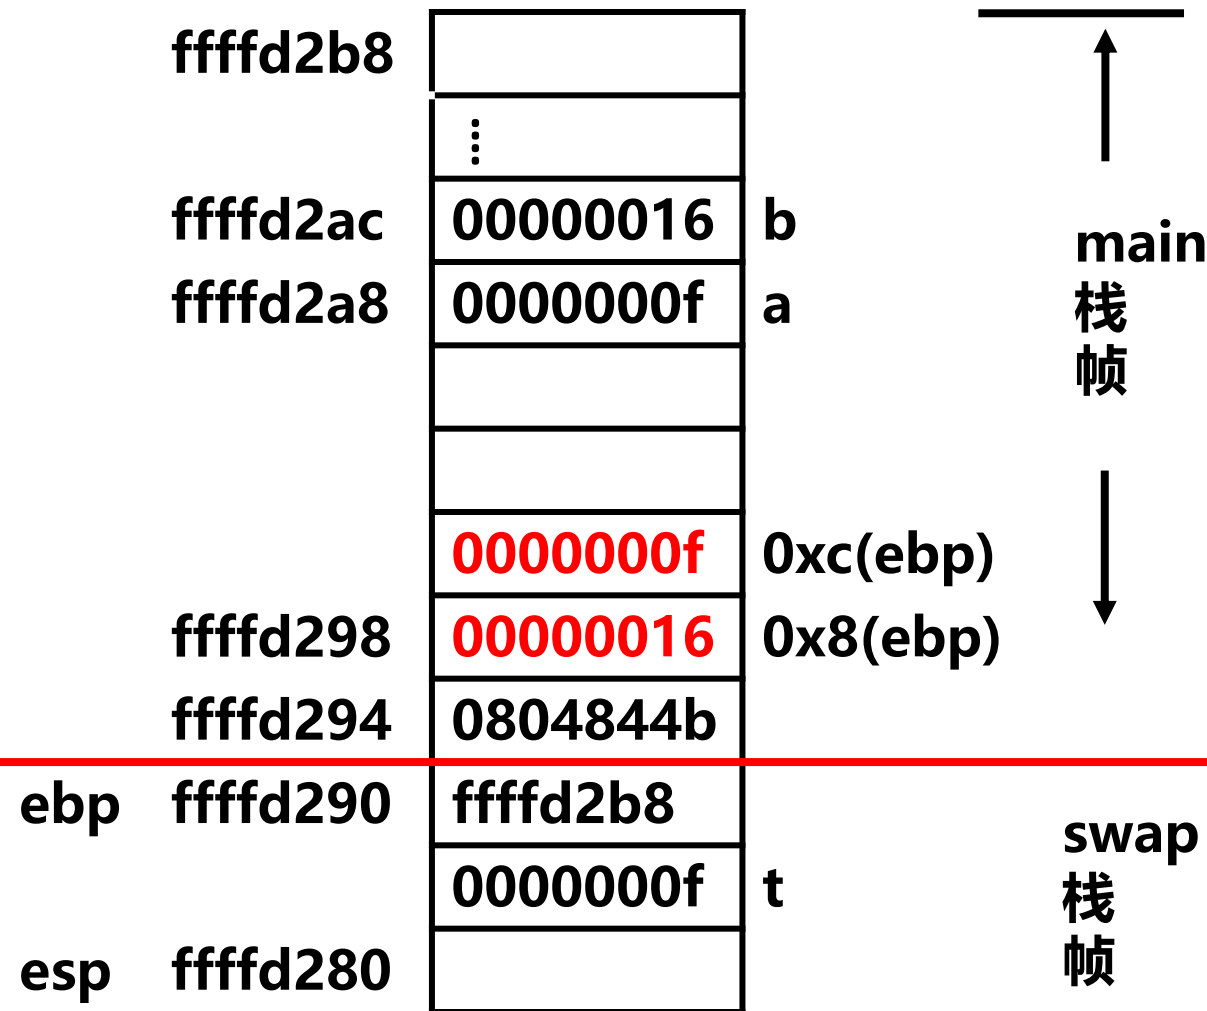 ffffd2b8
ffffd2ac 00000016 b
ffffd2a8 0000000f a
main
栈
帧
0000000f 0xc(ebp)
ffffd298 00000016 0x8(ebp)
ffffd294 0804844b
ebp ffffd290 ffffd2b8
0000000f t
swap
栈
帧
esp ffffd280